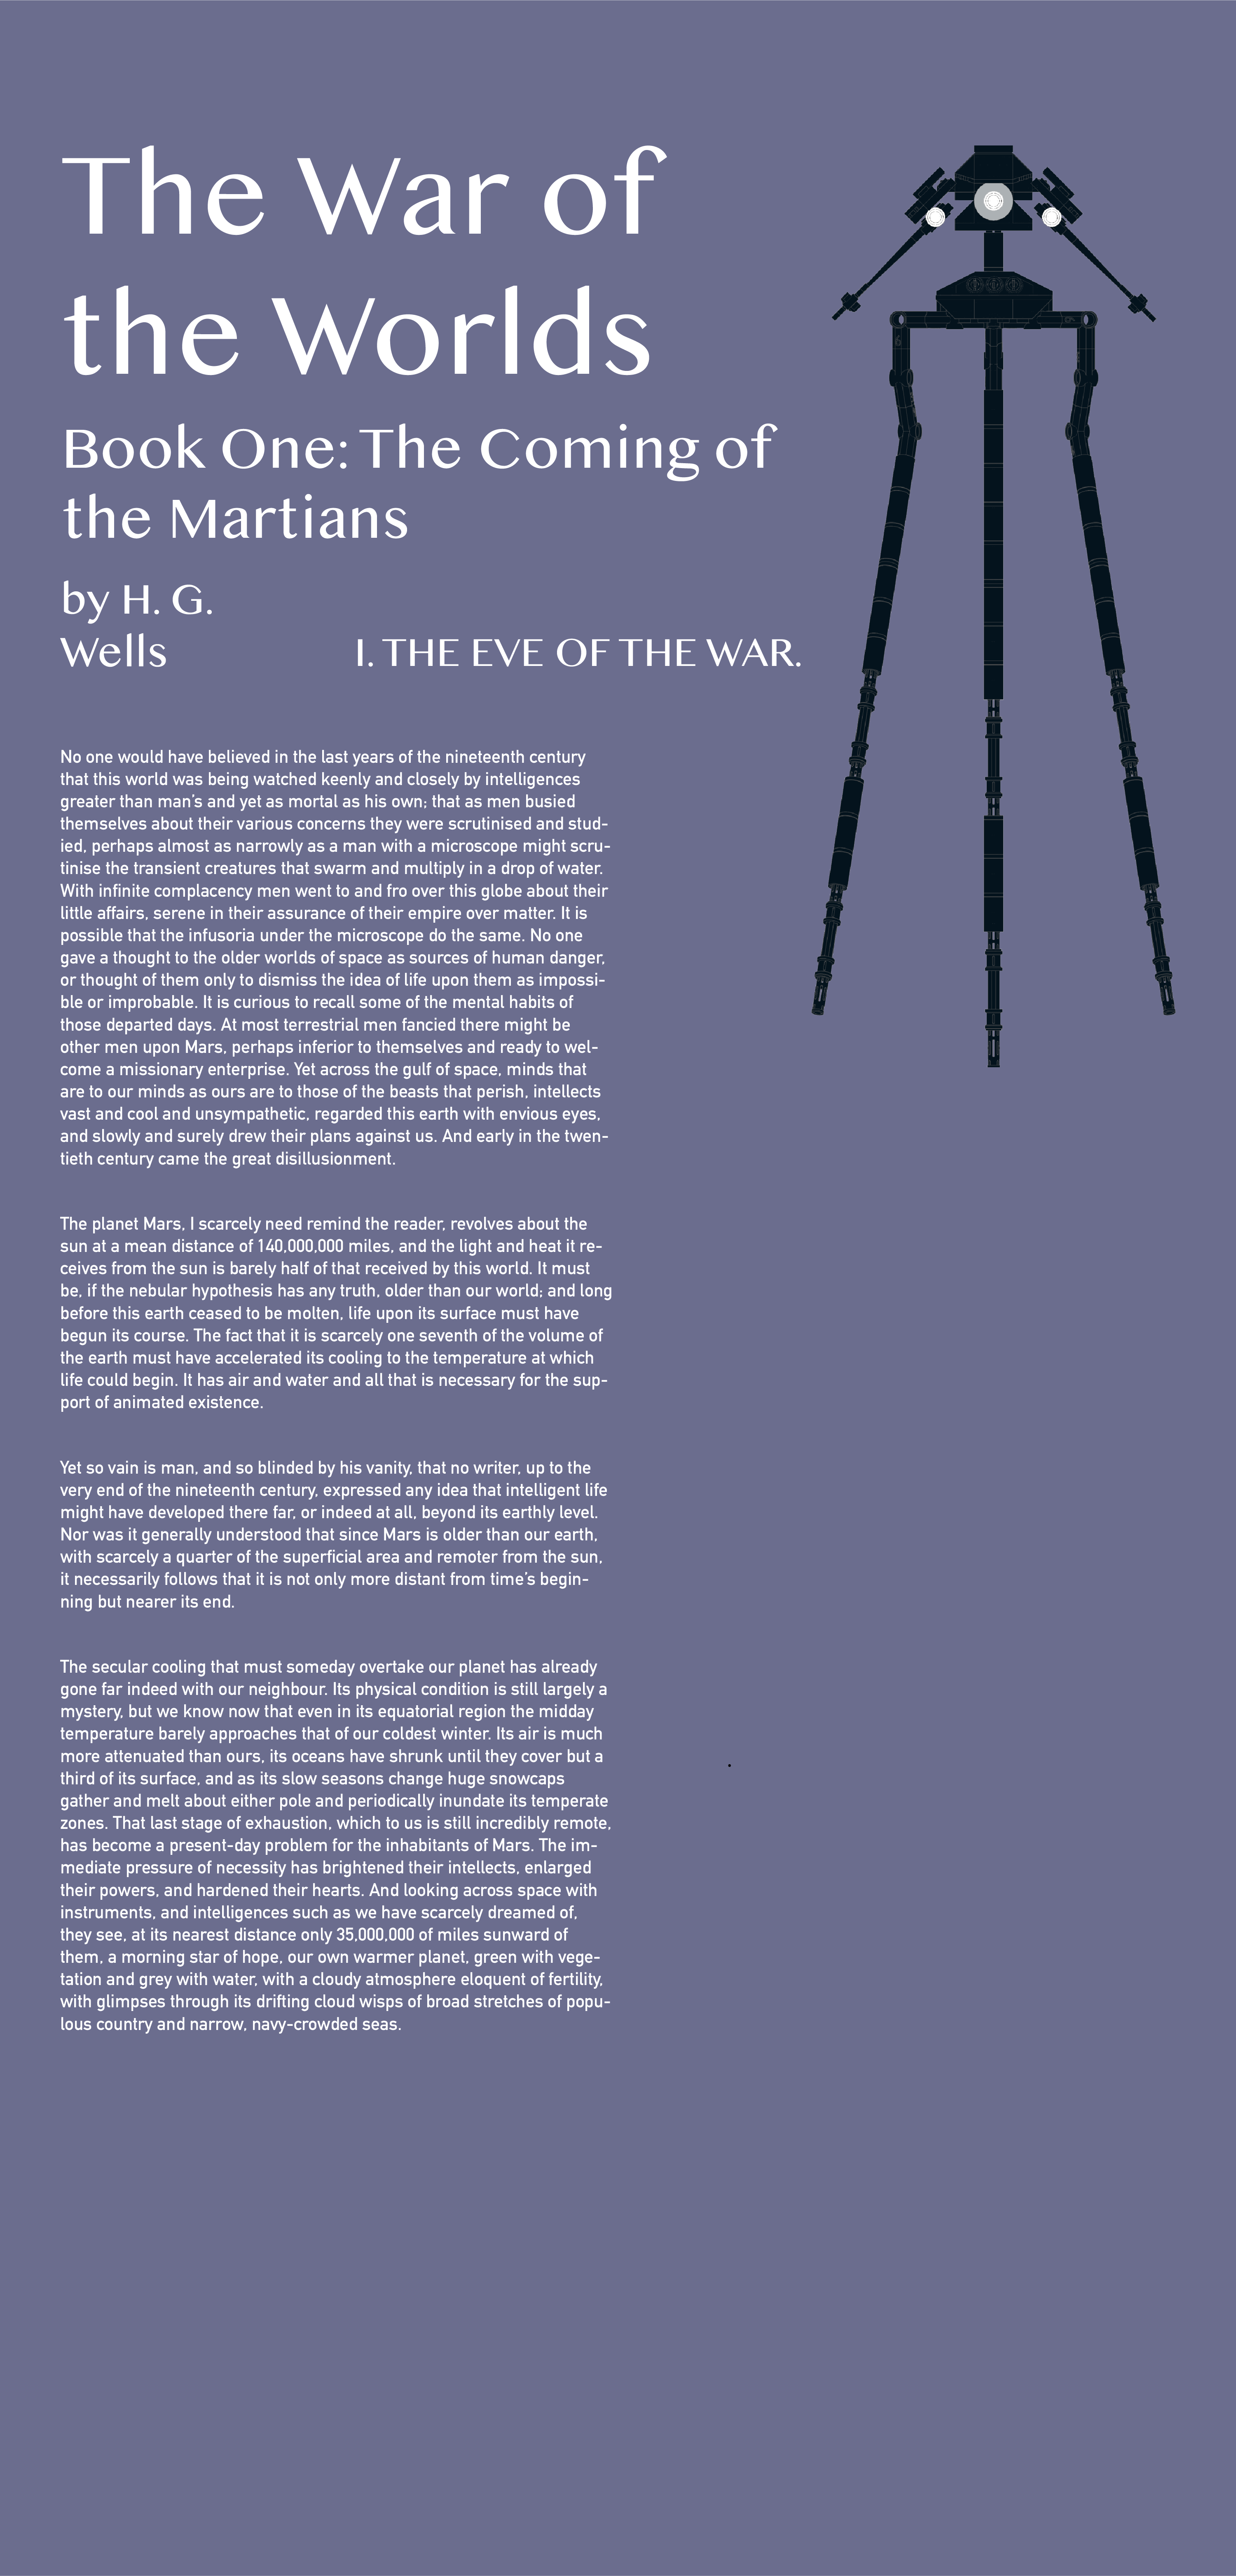 The War of
the Worlds
Book One: The Coming of
the Martians
by H. G.
Wells
I. THE EVE OF THE WAR.
No one would have believed in the last years of the nineteenth century
that this world was being watched keenly and closely by intelligences
greater than man’s and yet as mortal as his own; that as men busied
themselves about their various concerns they were scrutinised and stud-
ied, perhaps almost as narrowly as a man with a microscope might scru-
tinise the transient creatures that swarm and multiply in a drop of water.
With infinite complacency men went to and fro over this globe about their
little affairs, serene in their assurance of their empire over matter. It is
possible that the infusoria under the microscope do the same. No one
gave a thought to the older worlds of space as sources of human danger,
or thought of them only to dismiss the idea of life upon them as impossi-
ble or improbable. It is curious to recall some of the mental habits of
those departed days. At most terrestrial men fancied there might be
other men upon Mars, perhaps inferior to themselves and ready to wel-
come a missionary enterprise. Yet across the gulf of space, minds that
are to our minds as ours are to those of the beasts that perish, intellects
vast and cool and unsympathetic, regarded this earth with envious eyes,
and slowly and surely drew their plans against us. And early in the twen-
tieth century came the great disillusionment.
The planet Mars, I scarcely need remind the reader, revolves about the
sun at a mean distance of 140,000,000 miles, and the light and heat it re-
ceives from the sun is barely half of that received by this world. It must
be, if the nebular hypothesis has any truth, older than our world; and long
before this earth ceased to be molten, life upon its surface must have
begun its course. The fact that it is scarcely one seventh of the volume of
the earth must have accelerated its cooling to the temperature at which
life could begin. It has air and water and all that is necessary for the sup-
port of animated existence.
Yet so vain is man, and so blinded by his vanity, that no writer, up to the
very end of the nineteenth century, expressed any idea that intelligent life
might have developed there far, or indeed at all, beyond its earthly level.
Nor was it generally understood that since Mars is older than our earth,
with scarcely a quarter of the superficial area and remoter from the sun,
it necessarily follows that it is not only more distant from time’s begin-
ning but nearer its end.
The secular cooling that must someday overtake our planet has already
gone far indeed with our neighbour. Its physical condition is still largely a
mystery, but we know now that even in its equatorial region the midday
temperature barely approaches that of our coldest winter. Its air is much
more attenuated than ours, its oceans have shrunk until they cover but a
third of its surface, and as its slow seasons change huge snowcaps
gather and melt about either pole and periodically inundate its temperate
zones. That last stage of exhaustion, which to us is still incredibly remote,
has become a present-day problem for the inhabitants of Mars. The im-
mediate pressure of necessity has brightened their intellects, enlarged
their powers, and hardened their hearts. And looking across space with
instruments, and intelligences such as we have scarcely dreamed of,
they see, at its nearest distance only 35,000,000 of miles sunward of
them, a morning star of hope, our own warmer planet, green with vege-
tation and grey with water, with a cloudy atmosphere eloquent of fertility,
with glimpses through its drifting cloud wisps of broad stretches of popu-
lous country and narrow, navy-crowded seas.